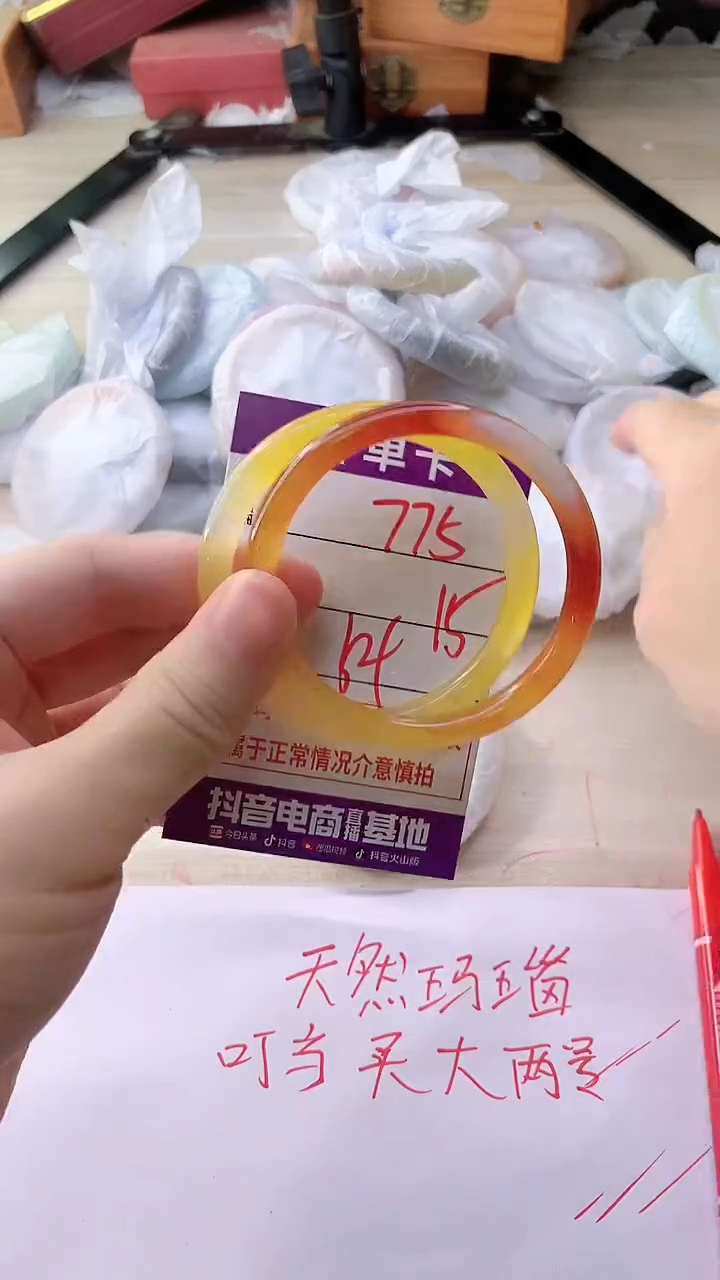 单卡
775
15
54
属于正常情况介意慎拍
抖音电商直播基地
今日头条 抖音 西瓜视频 抖音火山版
天然玛瑙
叮当买大两号